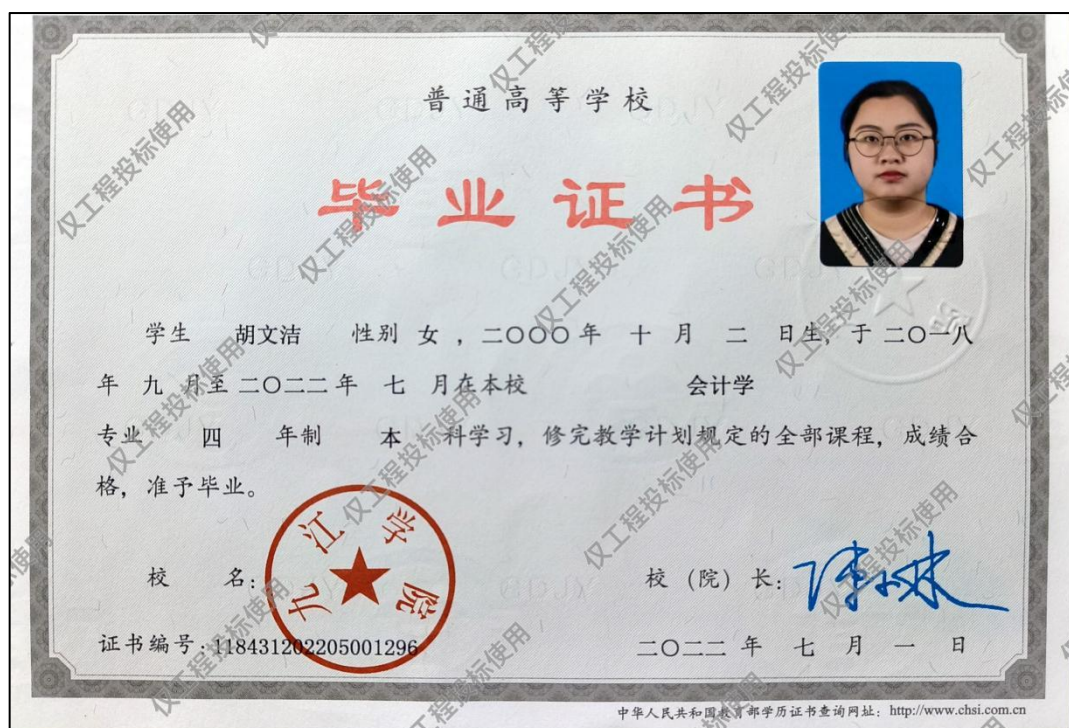 普通高等学校
毕业证书
学生 胡文洁 性别 女 ，二〇〇〇年 十 月 二 日生，于 二〇一八
年 九 月至 二〇二二 年 七 月在本校 会计学
专业 四 年制 本 科学习，修完教学计划规定的全部课程，成绩合
格，准予毕业。
校 名：
九江学院
校（院）长：
证书编号：118431202205001296
二〇二二 年 七 月 一 日
中华人民共和国教育部学历证书查询网址：http://www.chsi.com.cn
仅工程投标使用